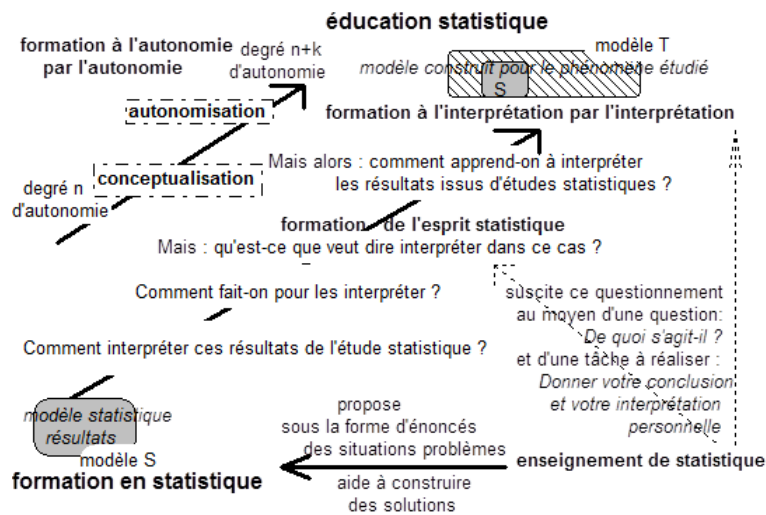 éducation statistique
formation à l'autonomie
par l'autonomie
degré n+k
d'autonomie
modèle T
modèle construit pour le phénomène étudié
S
autonomisation
formation à l'interprétation par l'interprétation
Mais alors : comment apprend-on à interpréter
les résultats issus d'études statistiques ?
conceptualisation
degré n
d'autonomie
formation de l'esprit statistique
Mais : qu'est-ce que veut dire interpréter dans ce cas ?
Comment fait-on pour les interpréter ?
suscite ce questionnement
au moyen d'une question:
De quoi s'agit-il ?
et d'une tâche à réaliser :
Donner votre conclusion
et votre interprétation
personnelle
Comment interpréter ces résultats de l'étude statistique ?
modèle statistique
résultats
modèle S
formation en statistique
propose
sous la forme d'énoncés
des situations problèmes
aide à construire
des solutions
enseignement de statistique